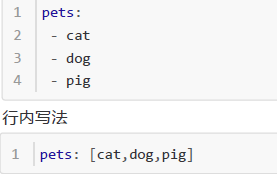 1 pets:
2  - cat
3  - dog
4  - pig
行内写法
1 pets: [cat,dog,pig]